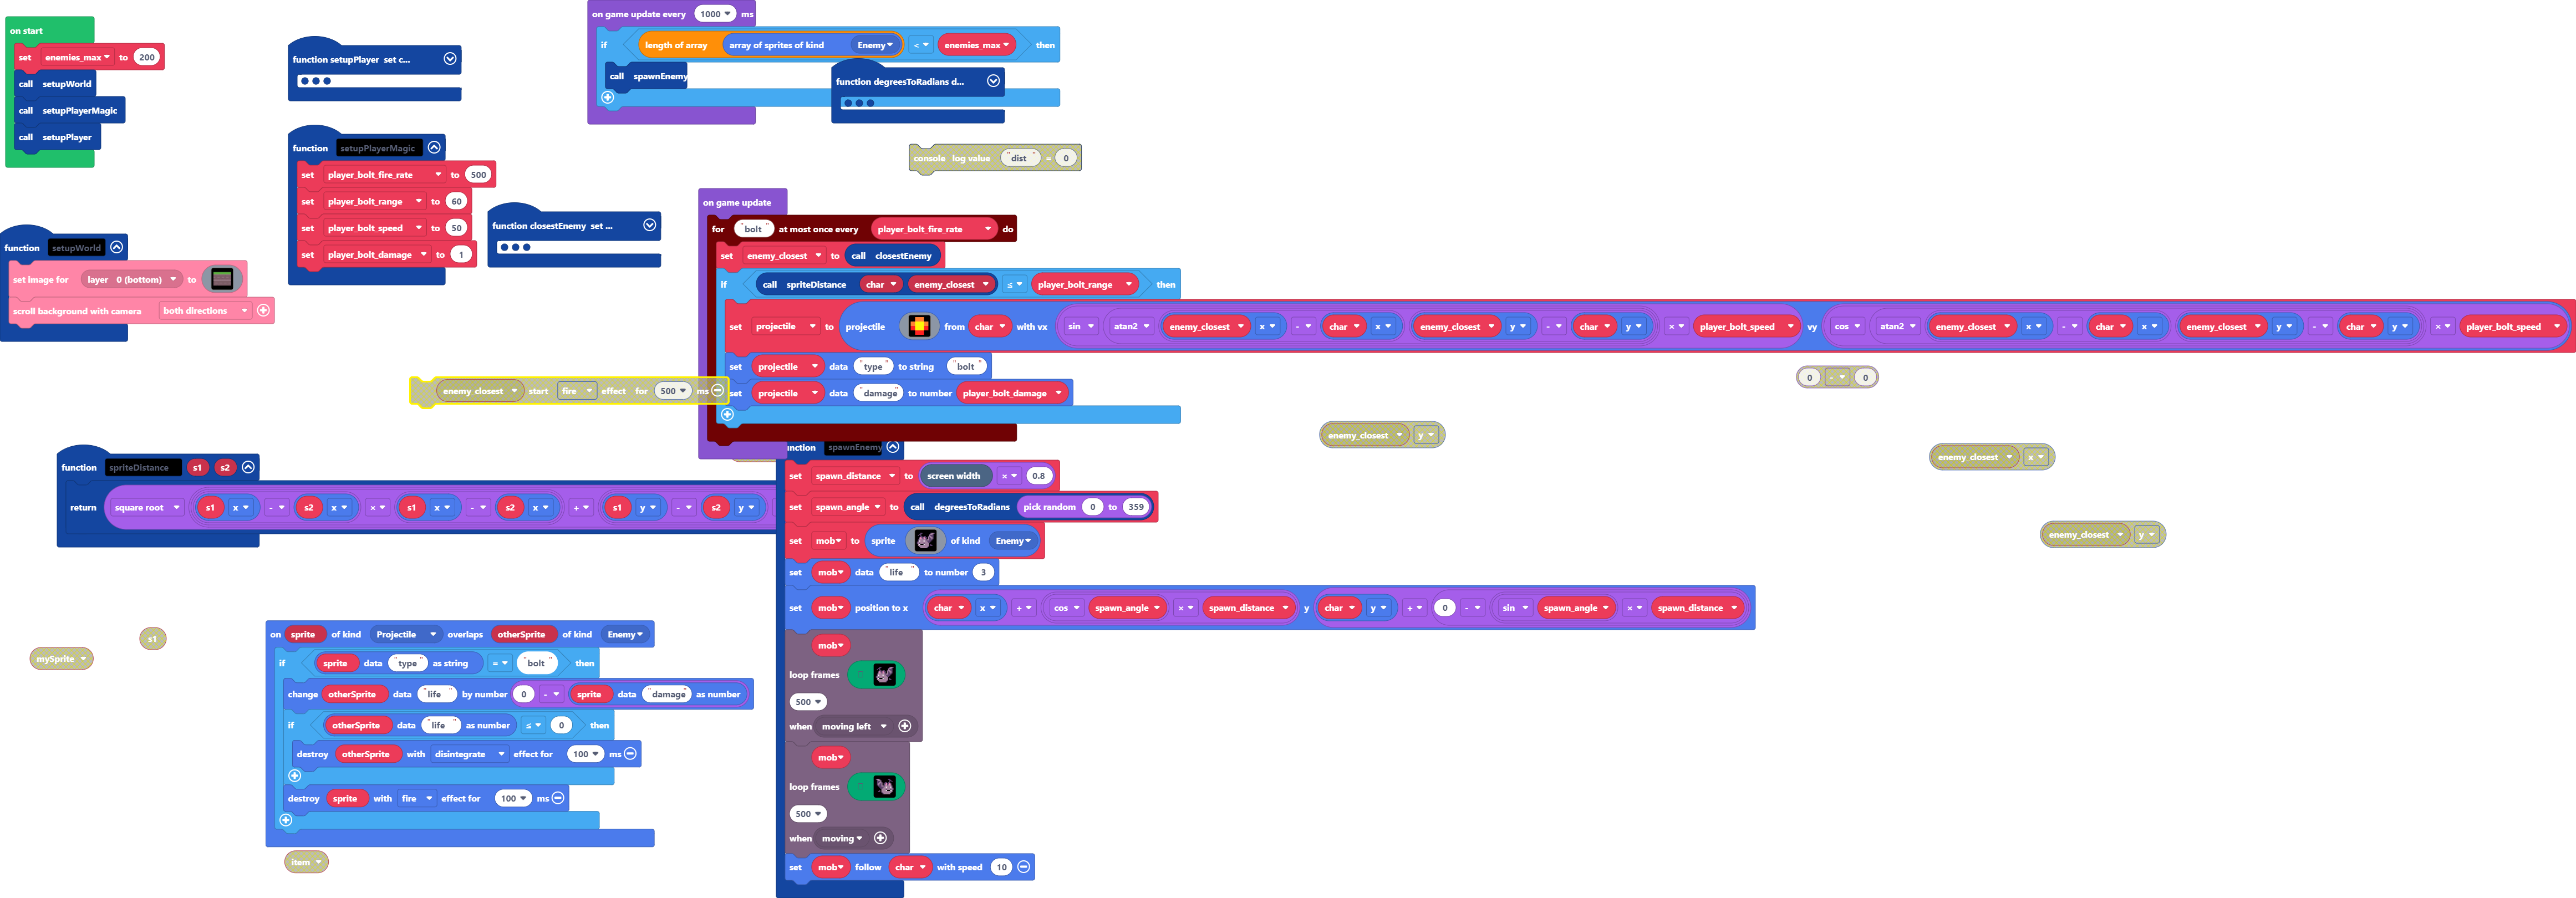 on start
set enemies_max to 200
call setupWorld
call setupPlayerMagic
call setupPlayer
function setupPlayer set c...
function setupPlayerMagic
set player_bolt_fire_rate to 500
set player_bolt_range to 60
set player_bolt_speed to 50
set player_bolt_damage to 1
function setupWorld
set image for layer 0 (bottom) to
scroll background with camera both directions
function closestEnemy set ...
on game update every 1000 ms
if length of array array of sprites of kind Enemy < enemies_max then
call spawnEnemy
function degreesToRadians d...
console log value "dist" = 0
on game update
for "bolt" at most once every player_bolt_fire_rate do
set enemy_closest to call closestEnemy
if call spriteDistance char enemy_closest ≤ player_bolt_range then
set projectile to projectile from char with vx sin atan2 enemy_closest x - char x enemy_closest y - char y × player_bolt_speed vy cos atan2 enemy_closest x - char x enemy_closest y - char y × player_bolt_speed
set projectile data "type" to string "bolt"
set projectile data "damage" to number player_bolt_damage
enemy_closest start fire effect for 500 ms
0 - 0
enemy_closest y
enemy_closest x
enemy_closest y
function spriteDistance s1 s2
return square root s1 x - s2 x × s1 x - s2 x + s1 y - s2 y
spawnEnemy
set spawn_distance to screen width × 0.8
set spawn_angle to call degreesToRadians pick random 0 to 359
set mob to sprite of kind Enemy
set mob data "life" to number 3
set mob position to x char x + cos spawn_angle × spawn_distance y char y + 0 - sin spawn_angle × spawn_distance
mob
loop frames
500
when moving left
mob
loop frames
500
when moving
set mob follow char with speed 10
s1
mySprite
on sprite of kind Projectile overlaps otherSprite of kind Enemy
if sprite data "type" as string = "bolt" then
change otherSprite data "life" by number 0 - sprite data "damage" as number
if otherSprite data "life" as number ≤ 0 then
destroy otherSprite with disintegrate effect for 100 ms
destroy sprite with fire effect for 100 ms
item